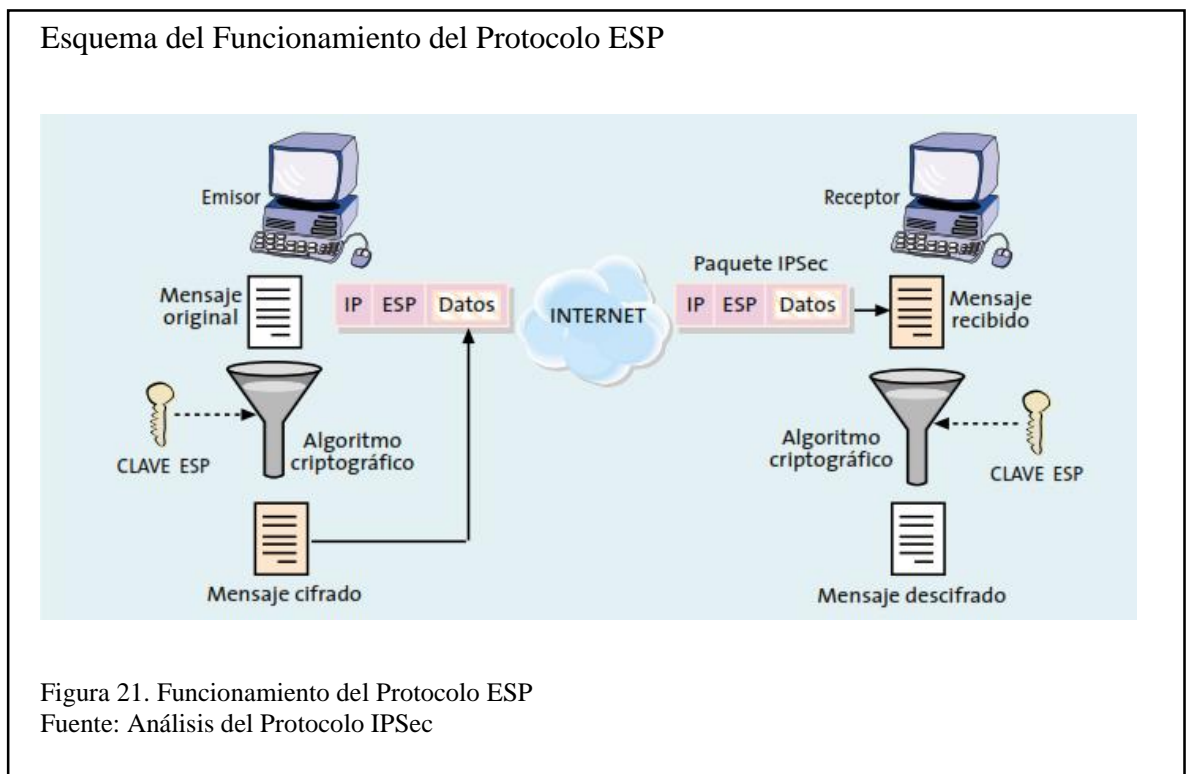 Esquema del Funcionamiento del Protocolo ESP
Emisor
Receptor
Mensaje
original
IP ESP Datos
INTERNET
Paquete IPSec
IP ESP Datos
Mensaje
recibido
CLAVE ESP
Algoritmo
criptográfico
Algoritmo
criptográfico
CLAVE ESP
Mensaje cifrado
Mensaje descifrado
Figura 21. Funcionamiento del Protocolo ESP
Fuente: Análisis del Protocolo IPSec